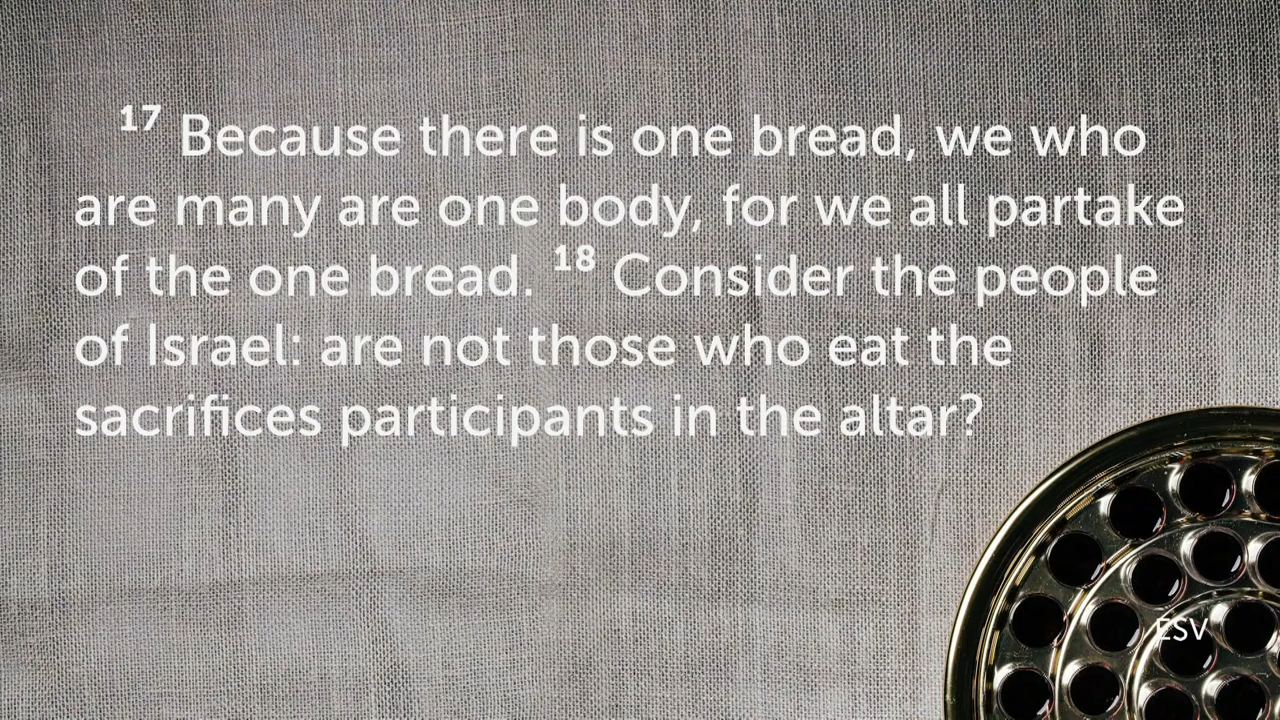 ¹⁷ Because there is one bread, we who
are many are one body, for we all partake
of the one bread. ¹⁸ Consider the people
of Israel: are not those who eat the
sacrifices participants in the altar?
ESV